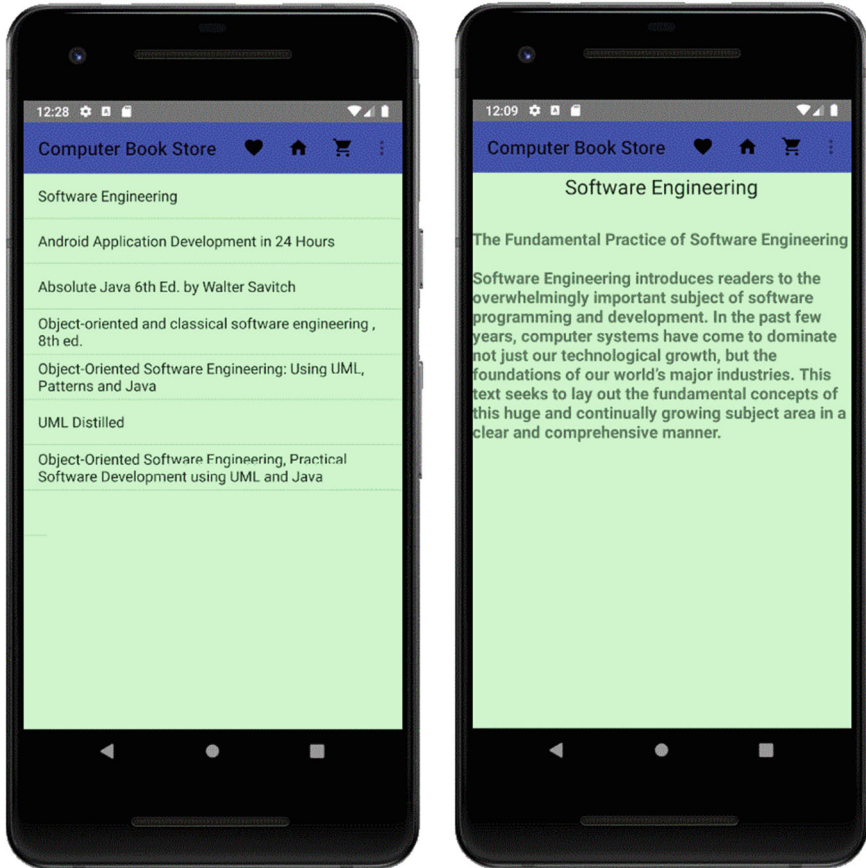 12:28
Computer Book Store
Software Engineering
Android Application Development in 24 Hours
Absolute Java 6th Ed. by Walter Savitch
Object-oriented and classical software engineering ,
8th ed.
Object-Oriented Software Engineering: Using UML,
Patterns and Java
UML Distilled
Object-Oriented Software Engineering, Practical
Software Development using UML and Java
12:09
Computer Book Store
Software Engineering
The Fundamental Practice of Software Engineering
Software Engineering introduces readers to the
overwhelmingly important subject of software
programming and development. In the past few
years, computer systems have come to dominate
not just our technological growth, but the
foundations of our world's major industries. This
text seeks to lay out the fundamental concepts of
this huge and continually growing subject area in a
clear and comprehensive manner.